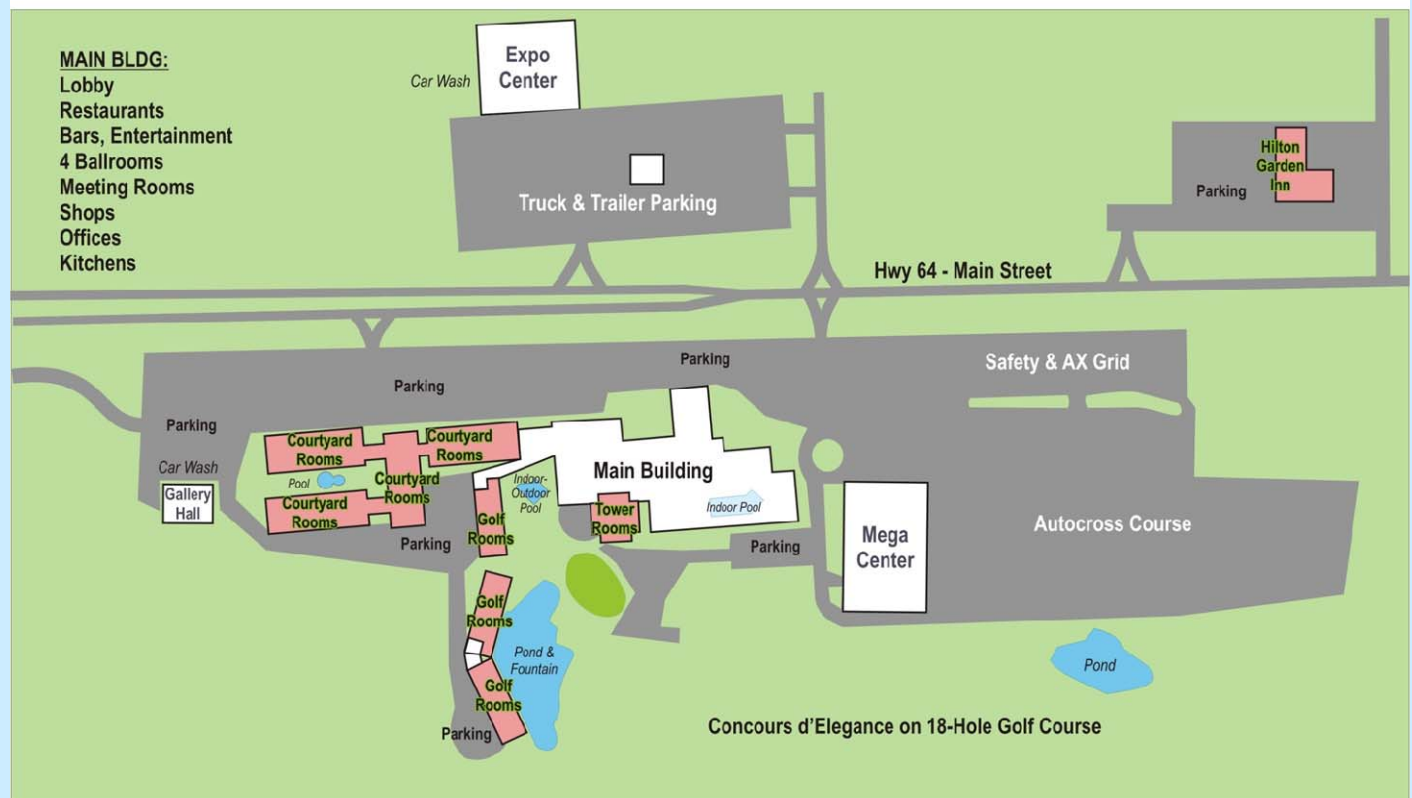 MAIN BLDG:
Lobby
Restaurants
Bars, Entertainment
4 Ballrooms
Meeting Rooms
Shops
Offices
Kitchens
Car Wash
Expo
Center
Truck & Trailer Parking
Hilton
Garden
Inn
Parking
Hwy 64 - Main Street
Parking
Parking
Safety & AX Grid
Parking
Car Wash
Gallery
Hall
Courtyard
Rooms
Courtyard
Rooms
Pool
Courtyard
Rooms
Courtyard
Rooms
Parking
Indoor-
Outdoor
Pool
Golf
Rooms
Main Building
Tower
Rooms
Indoor Pool
Parking
Mega
Center
Autocross Course
Golf
Rooms
Pond &
Fountain
Golf
Rooms
Parking
Pond
Concours d'Elegance on 18-Hole Golf Course